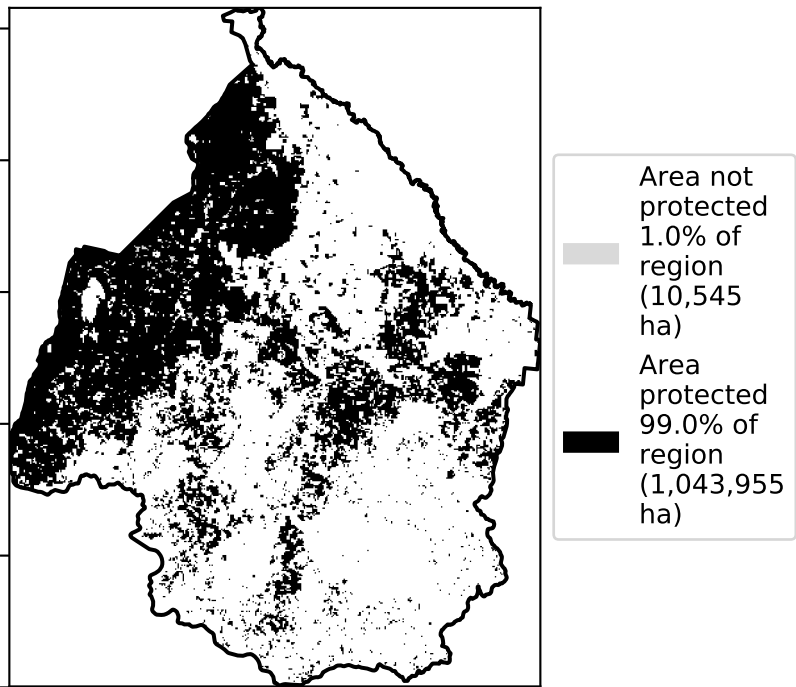 Area not
protected
1.0% of
region
(10,545
ha)
Area
protected
99.0% of
region
(1,043,955
ha)